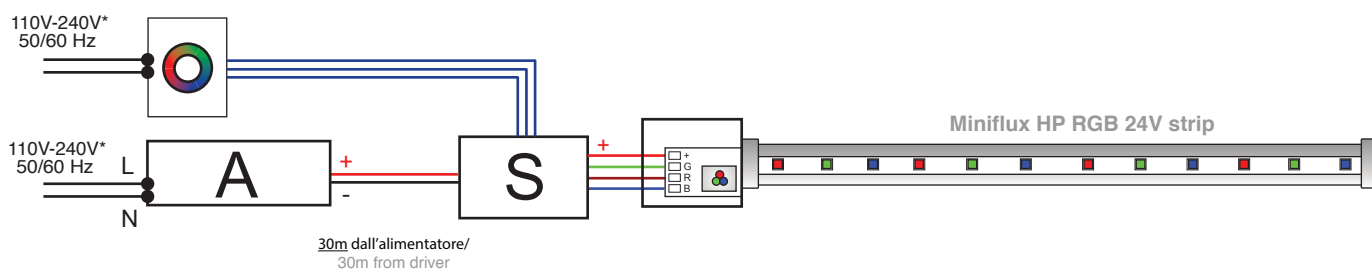 110V-240V*
50/60 Hz
Miniflux HP RGB 24V strip
110V-240V*
50/60 Hz
L
N
A
+
-
S
+
+
G
R
B
30m dall'alimentatore/
30m from driver